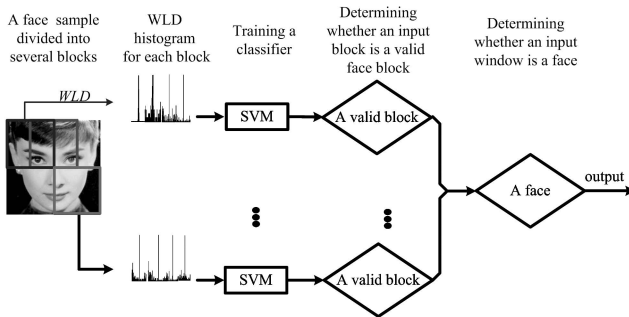 A face sample
divided into
several blocks
WLD
histogram
for each block
Training a
classifier
Determining
whether an input
block is a valid
face block
Determining
whether an input
window is a face
WLD
SVM
A valid block
A face
output
SVM
A valid block